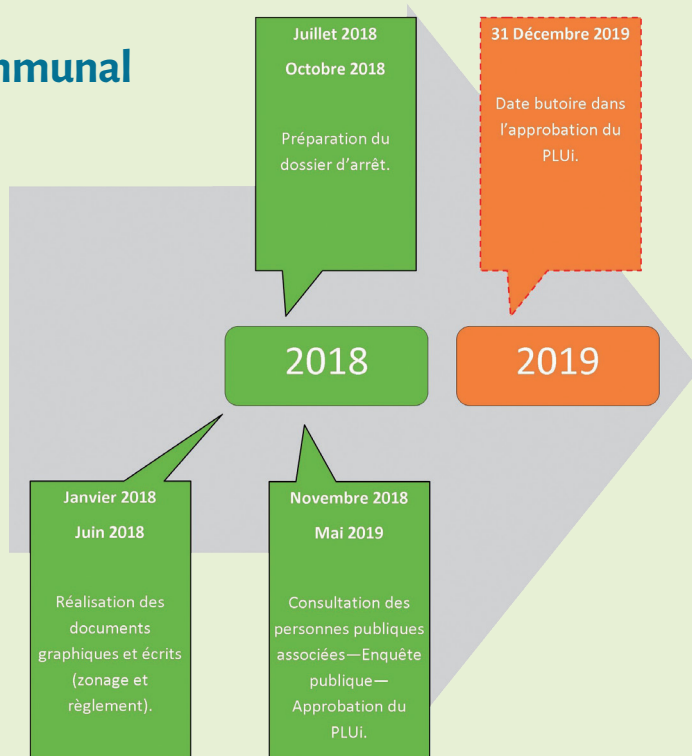 mmunal
Juillet 2018
Octobre 2018
Préparation du
dossier d’arrêt.
31 Décembre 2019
Date butoire dans
l’approbation du
PLUi.
2018
2019
Janvier 2018
Juin 2018
Réalisation des
documents
graphiques et écrits
(zonage et
règlement).
Novembre 2018
Mai 2019
Consultation des
personnes publiques
associées—Enquête
publique—
Approbation du
PLUi.